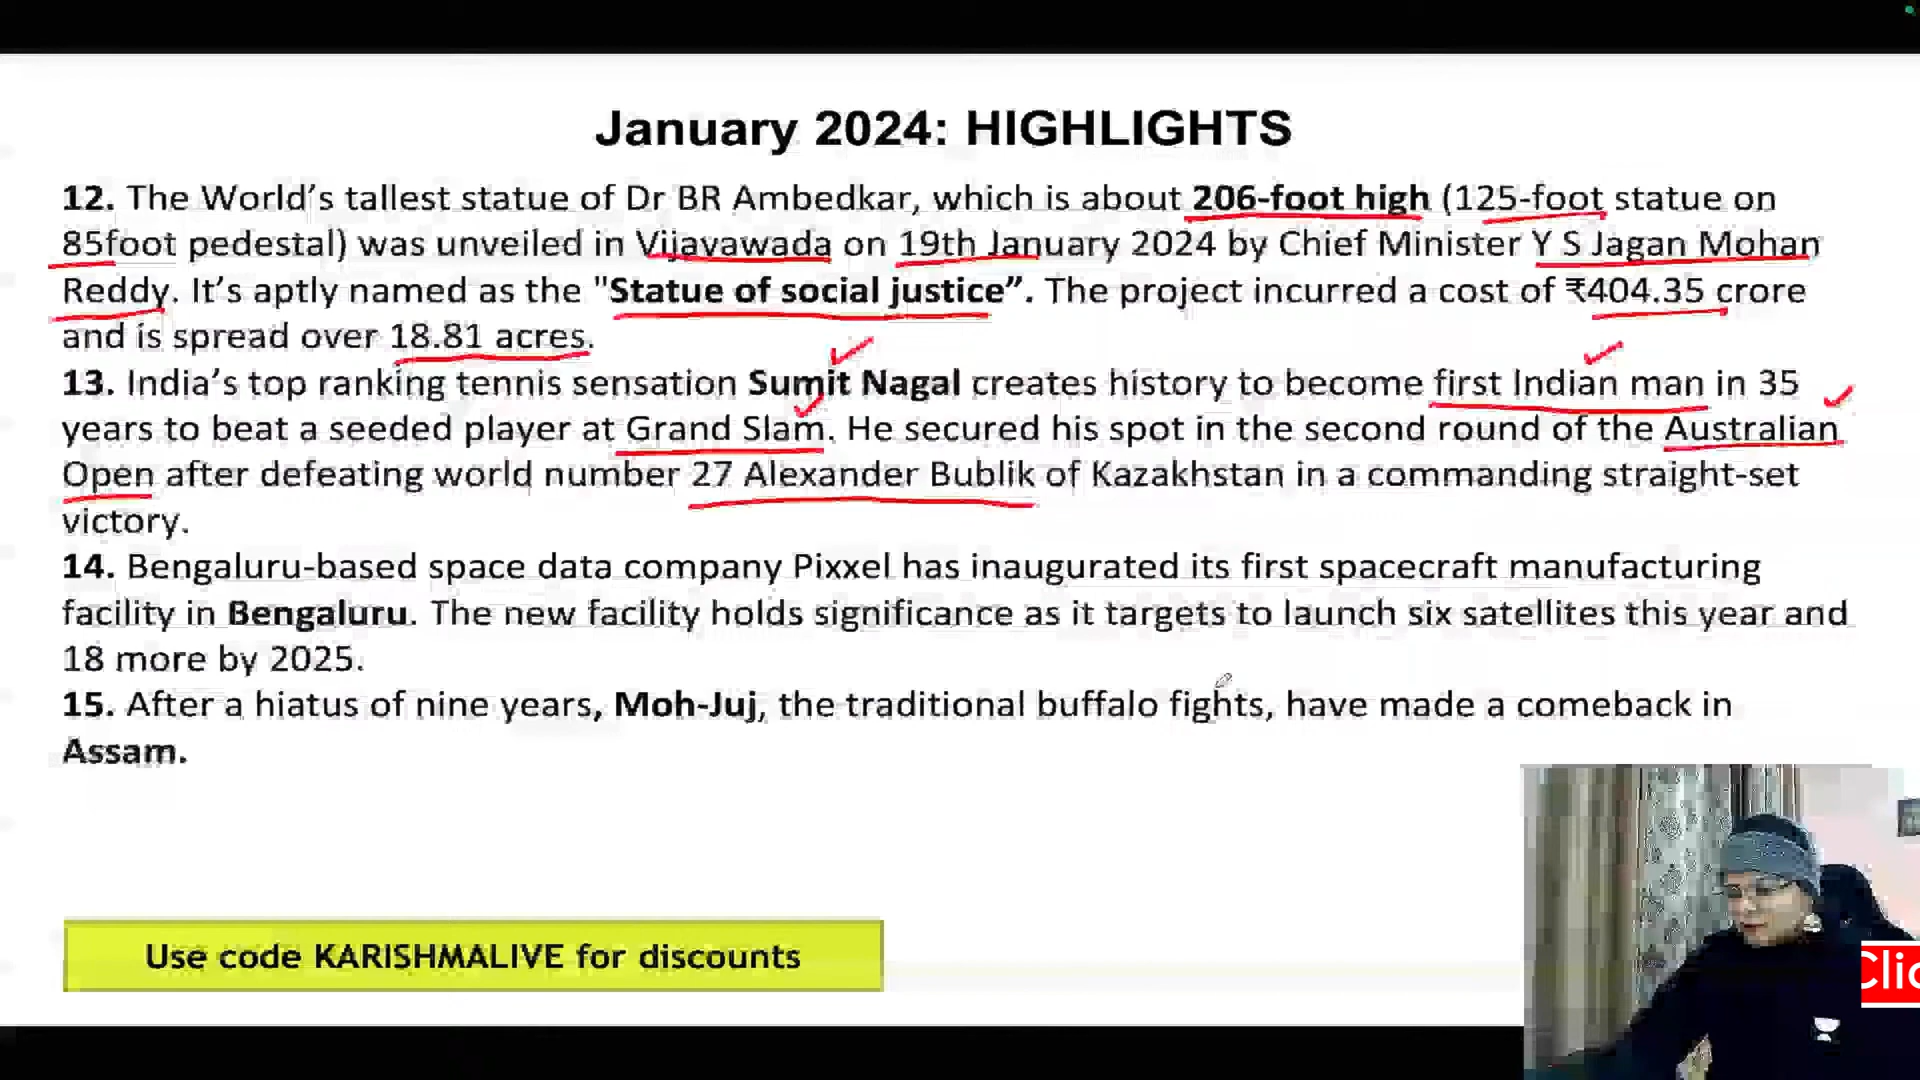 January 2024: HIGHLIGHTS
12. The World’s tallest statue of Dr BR Ambedkar, which is about 206-foot high (125-foot statue on
85foot pedestal) was unveiled in Vijayawada on 19th January 2024 by Chief Minister Y S Jagan Mohan
Reddy. It’s aptly named as the "Statue of social justice”. The project incurred a cost of ₹404.35 crore
and is spread over 18.81 acres.
13. India’s top ranking tennis sensation Sumit Nagal creates history to become first Indian man in 35
years to beat a seeded player at Grand Slam. He secured his spot in the second round of the Australian
Open after defeating world number 27 Alexander Bublik of Kazakhstan in a commanding straight-set
victory.
14. Bengaluru-based space data company Pixxel has inaugurated its first spacecraft manufacturing
facility in Bengaluru. The new facility holds significance as it targets to launch six satellites this year and
18 more by 2025.
15. After a hiatus of nine years, Moh-Juj, the traditional buffalo fights, have made a comeback in
Assam.
Use code KARISHMALIVE for discounts
Clic